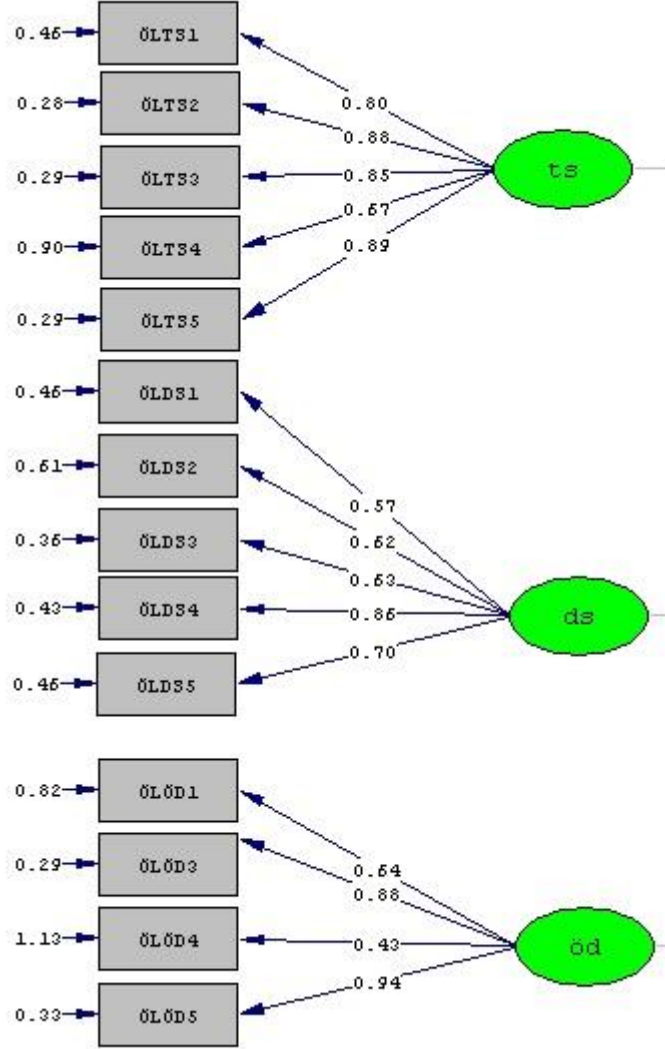 0.46 ÖLTS1
0.80
0.28 ÖLTS2
0.88
0.29 ÖLTS3
0.85
ts
0.67
0.90 ÖLTS4
0.89
0.29 ÖLTS5
0.46 ÖLDS1
0.61 ÖLDS2
0.57
0.36 ÖLDS3
0.62
0.63
0.43 ÖLDS4
0.86
ds
0.70
0.46 ÖLDS5
0.82 ÖLÖD1
0.29 ÖLÖD3
0.64
0.88
1.13 ÖLÖD4
0.43
öd
0.94
0.33 ÖLÖD5